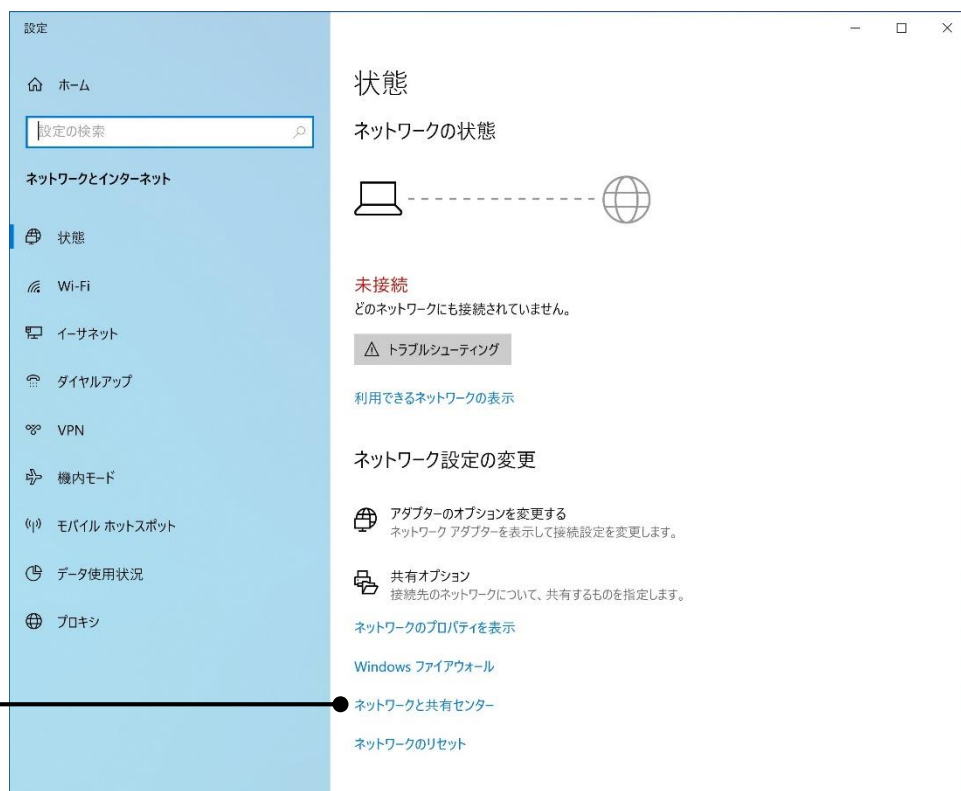 設定
ホーム
設定の検索
ネットワークとインターネット
状態
Wi-Fi
イーサネット
ダイヤルアップ
VPN
機内モード
モバイル ホットスポット
データ使用状況
プロキシ
状態
ネットワークの状態
未接続
どのネットワークにも接続されていません。
トラブルシューティング
利用できるネットワークの表示
ネットワーク設定の変更
アダプターのオプションを変更する
ネットワーク アダプターを表示して接続設定を変更します。
共有オプション
接続先のネットワークについて、共有するものを指定します。
ネットワークのプロパティを表示
Windows ファイアウォール
ネットワークと共有センター
ネットワークのリセット